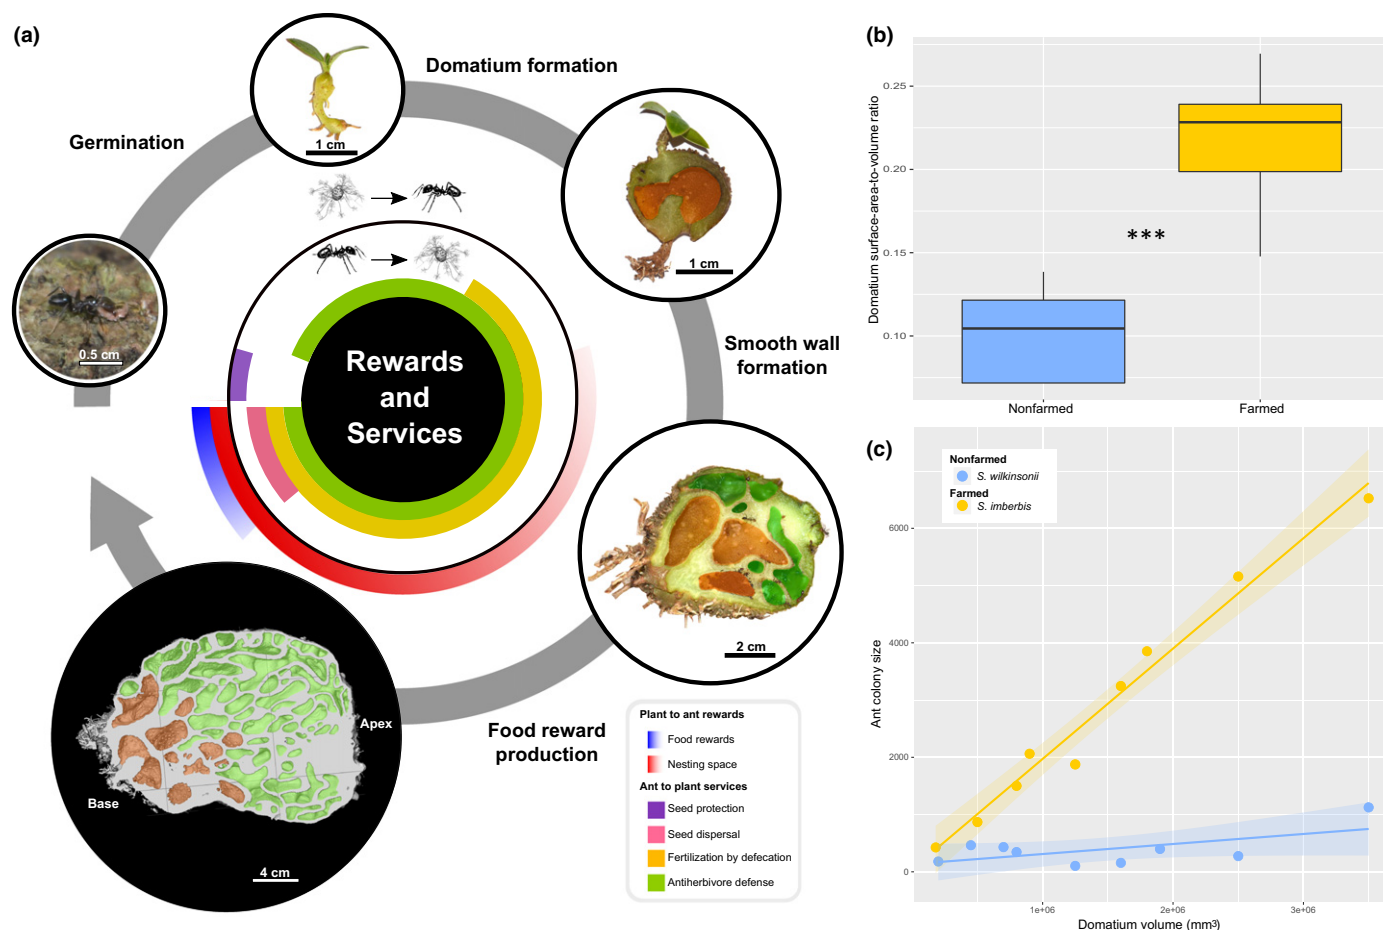 (a)
Germination
Domatium formation
1 cm
1 cm
0.5 cm
Smooth wall
formation
Rewards
and
Services
2 cm
Food reward
production
Apex
Base
4 cm
Plant to ant rewards
Food rewards
Nesting space
Ant to plant services
Seed protection
Seed dispersal
Fertilization by defecation
Antiherbivore defense
(b)
Domatium surface-area-to-volume ratio
0.25
0.20
0.15
0.10
***
Nonfarmed Farmed
(c)
Nonfarmed
S. wilkinsonii
Farmed
S. imberbis
Ant colony size
6000
4000
2000
0
1e+06 2e+06 3e+06
Domatium volume (mm³)